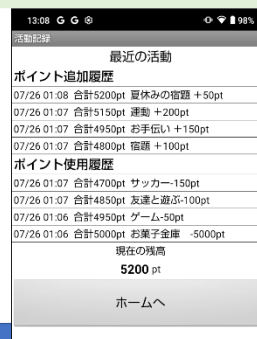 13:08 G G 98%
活動記録
最近の活動
ポイント追加履歴
07/26 01:08 合計5200pt 夏休みの宿題 +50pt
07/26 01:07 合計5150pt 運動 +200pt
07/26 01:07 合計4950pt お手伝い +150pt
07/26 01:07 合計4800pt 宿題 +100pt
ポイント使用履歴
07/26 01:07 合計4700pt サッカー-150pt
07/26 01:07 合計4850pt 友達と遊ぶ-100pt
07/26 01:06 合計4950pt ゲーム-50pt
07/26 01:06 合計5000pt お菓子金庫 -5000pt
現在の残高
5200 pt
ホームへ